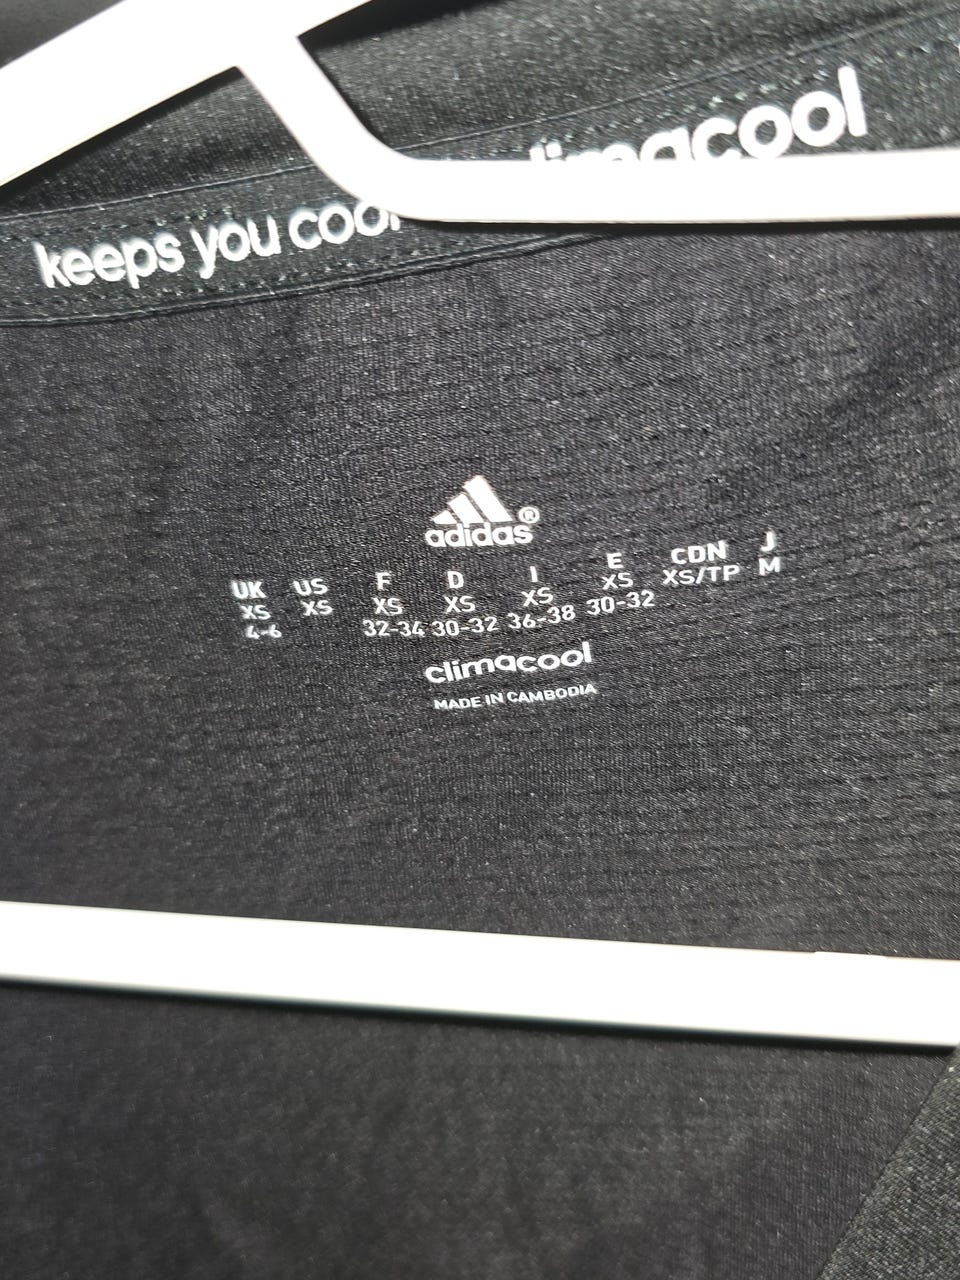 climacool
keeps you cool
adidas®
UK US F D I E CDN J
XS XS XS XS XS XS XS/TP M
4-6 32-34 30-32 36-38 30-32
climacool
MADE IN CAMBODIA